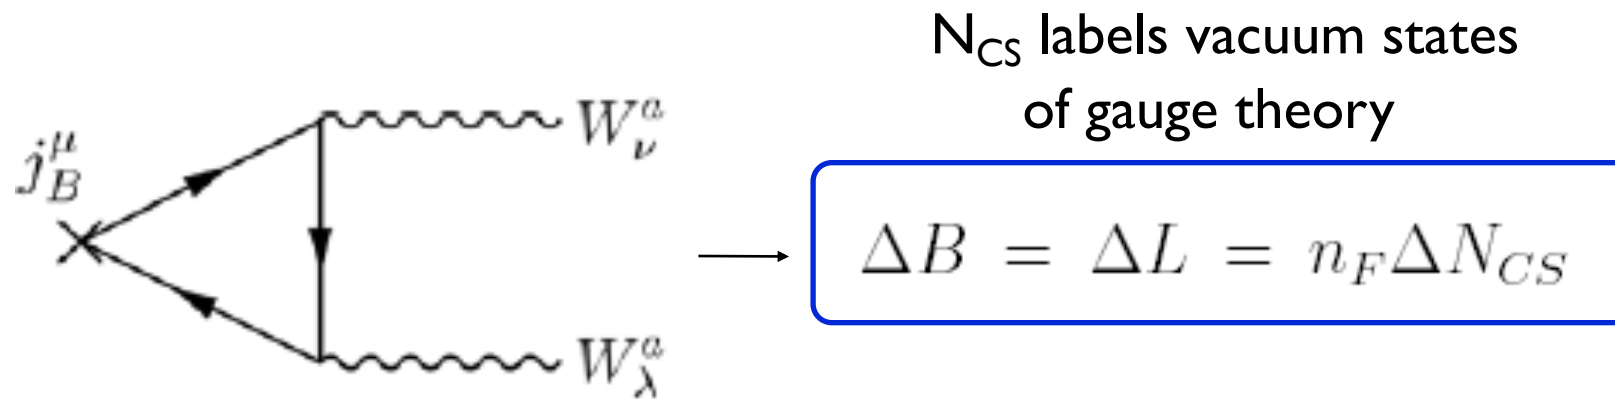 N_CS labels vacuum states
of gauge theory
j_B^μ
W_ν^a
W_λ^a
ΔB = ΔL = n_F ΔN_CS